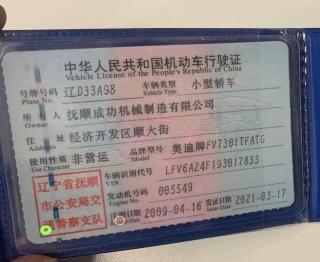 中华人民共和国机动车行驶证
Vehicle License of the People's Republic of China
号牌号码 辽D33A98 车辆类型 小型轿车
Plate No. Vehicle Type
所有人 抚顺成功机械制造有限公司
Owner
住址 经济开发区顺大街
Address
使用性质 非营运 品牌型号 奥迪牌FV7301TFATG
Use Character Model
车辆识别代号 LFV6A24F193017833
VIN
辽宁省抚顺
市公安局交
通警察支队
发动机号码 005549
Engine No.
注册日期 2009-04-16 发证日期 2021-03-17
Register Date Issue Date